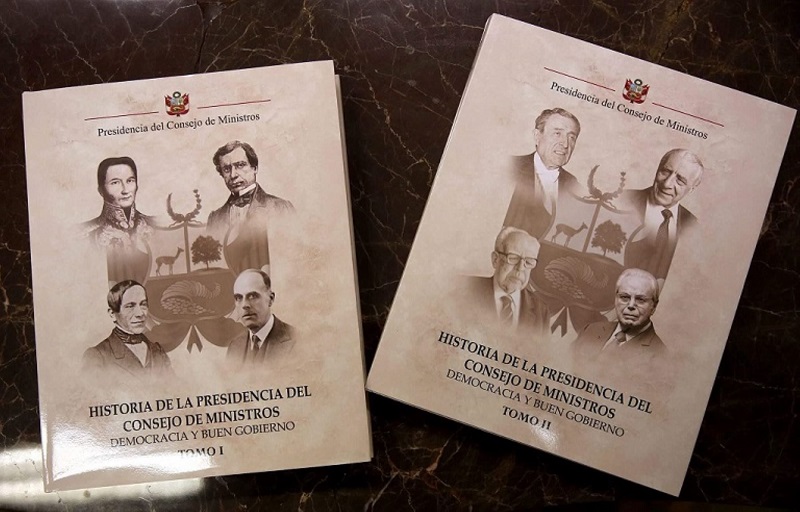 Presidencia del Consejo de Ministros
HISTORIA DE LA PRESIDENCIA DEL
CONSEJO DE MINISTROS
DEMOCRACIA Y BUEN GOBIERNO
TOMO I
Presidencia del Consejo de Ministros
HISTORIA DE LA PRESIDENCIA DEL
CONSEJO DE MINISTROS
DEMOCRACIA Y BUEN GOBIERNO
TOMO II